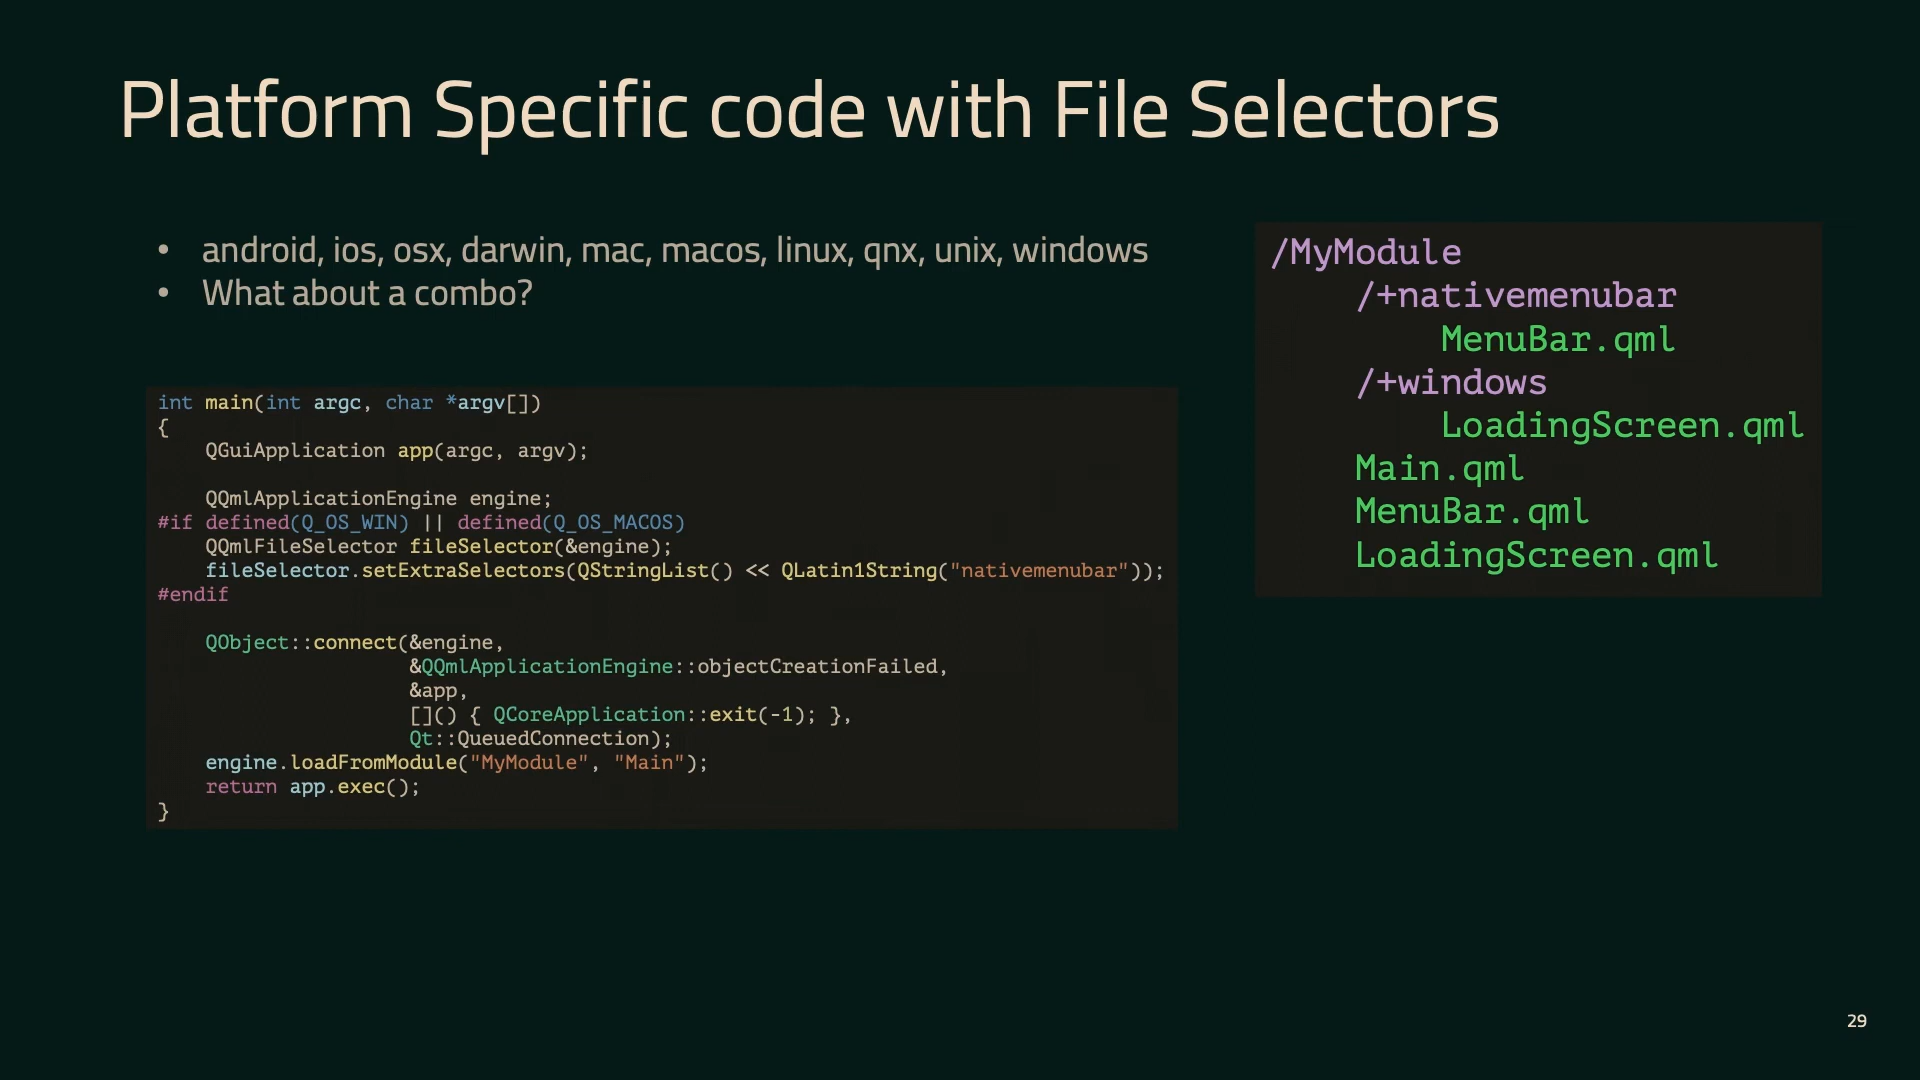 Platform Specific code with File Selectors
• android, ios, osx, darwin, mac, macos, linux, qnx, unix, windows
• What about a combo?
int main(int argc, char *argv[])
{
    QGuiApplication app(argc, argv);

    QQmlApplicationEngine engine;
#if defined(Q_OS_WIN) || defined(Q_OS_MACOS)
    QQmlFileSelector fileSelector(&engine);
    fileSelector.setExtraSelectors(QStringList() << QLatin1String("nativemenubar"));
#endif

    QObject::connect(&engine,
                     &QQmlApplicationEngine::objectCreationFailed,
                     &app,
                     []() { QCoreApplication::exit(-1); },
                     Qt::QueuedConnection);
    engine.loadFromModule("MyModule", "Main");
    return app.exec();
}
/MyModule
    /+nativemenubar
        MenuBar.qml
    /+windows
        LoadingScreen.qml
    Main.qml
    MenuBar.qml
    LoadingScreen.qml
29